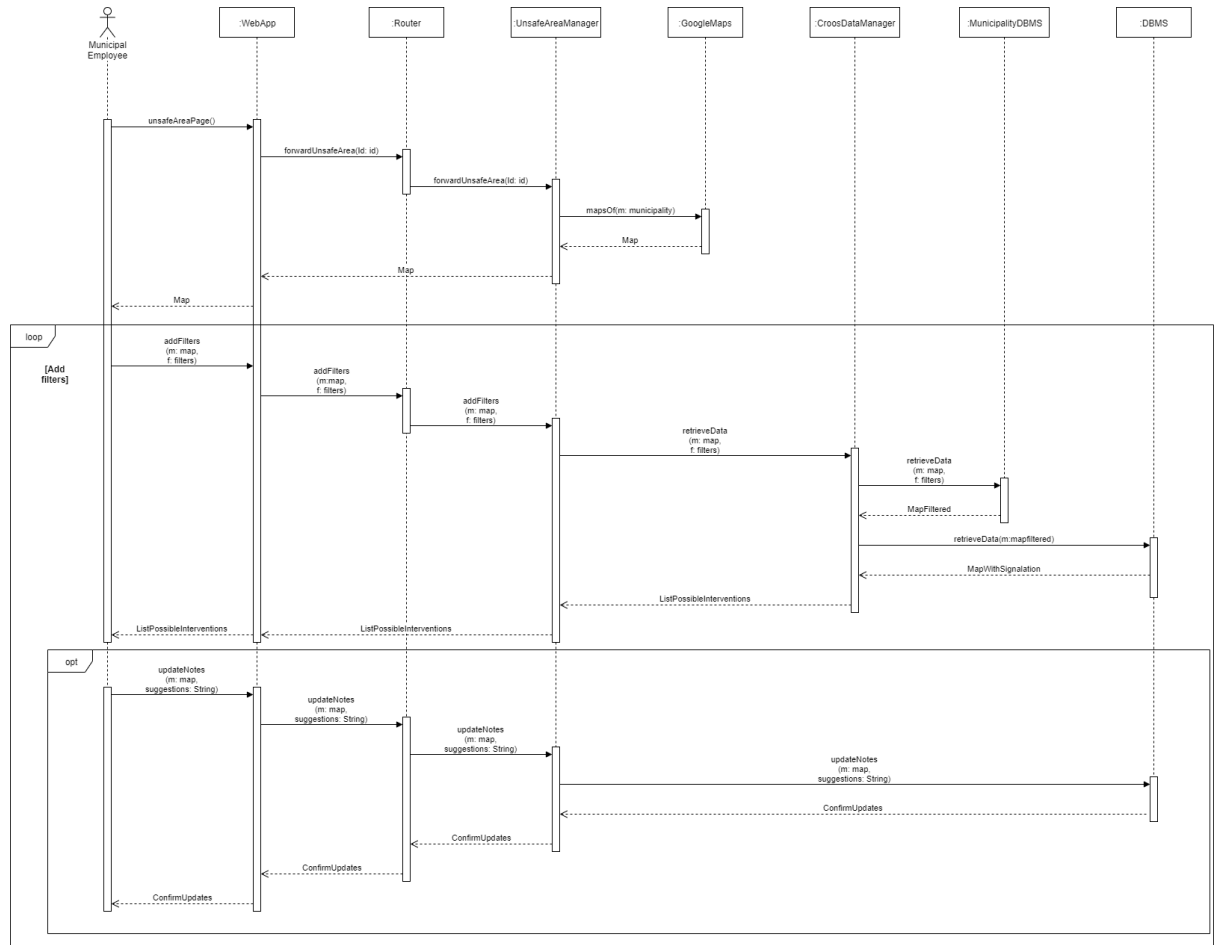 Municipal
Employee
:WebApp
:Router
:UnsafeAreaManager
:GoogleMaps
:CroosDataManager
:MunicipalityDBMS
:DBMS
unsafeAreaPage()
forwardUnsafeArea(Id: id)
forwardUnsafeArea(Id: id)
mapsOf(m: municipality)
Map
Map
Map
loop
[Add
filters]
addFilters
(m: map,
f: filters)
addFilters
(m:map,
f: filters)
addFilters
(m: map,
f: filters)
retrieveData
(m: map,
f: filters)
retrieveData
(m: map,
f: filters)
MapFiltered
retrieveData(m:mapfiltered)
MapWithSignalation
ListPossibleInterventions
ListPossibleInterventions
ListPossibleInterventions
opt
updateNotes
(m: map,
suggestions: String)
updateNotes
(m: map,
suggestions: String)
updateNotes
(m: map,
suggestions: String)
updateNotes
(m: map,
suggestions: String)
ConfirmUpdates
ConfirmUpdates
ConfirmUpdates
ConfirmUpdates